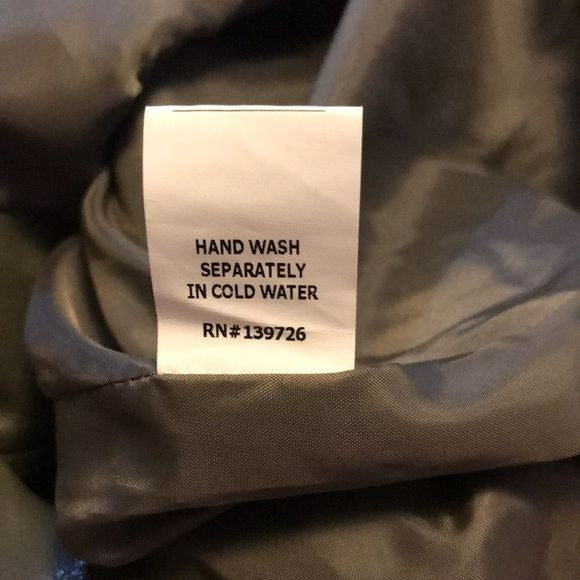 HAND WASH
SEPARATELY
IN COLD WATER
RN#139726